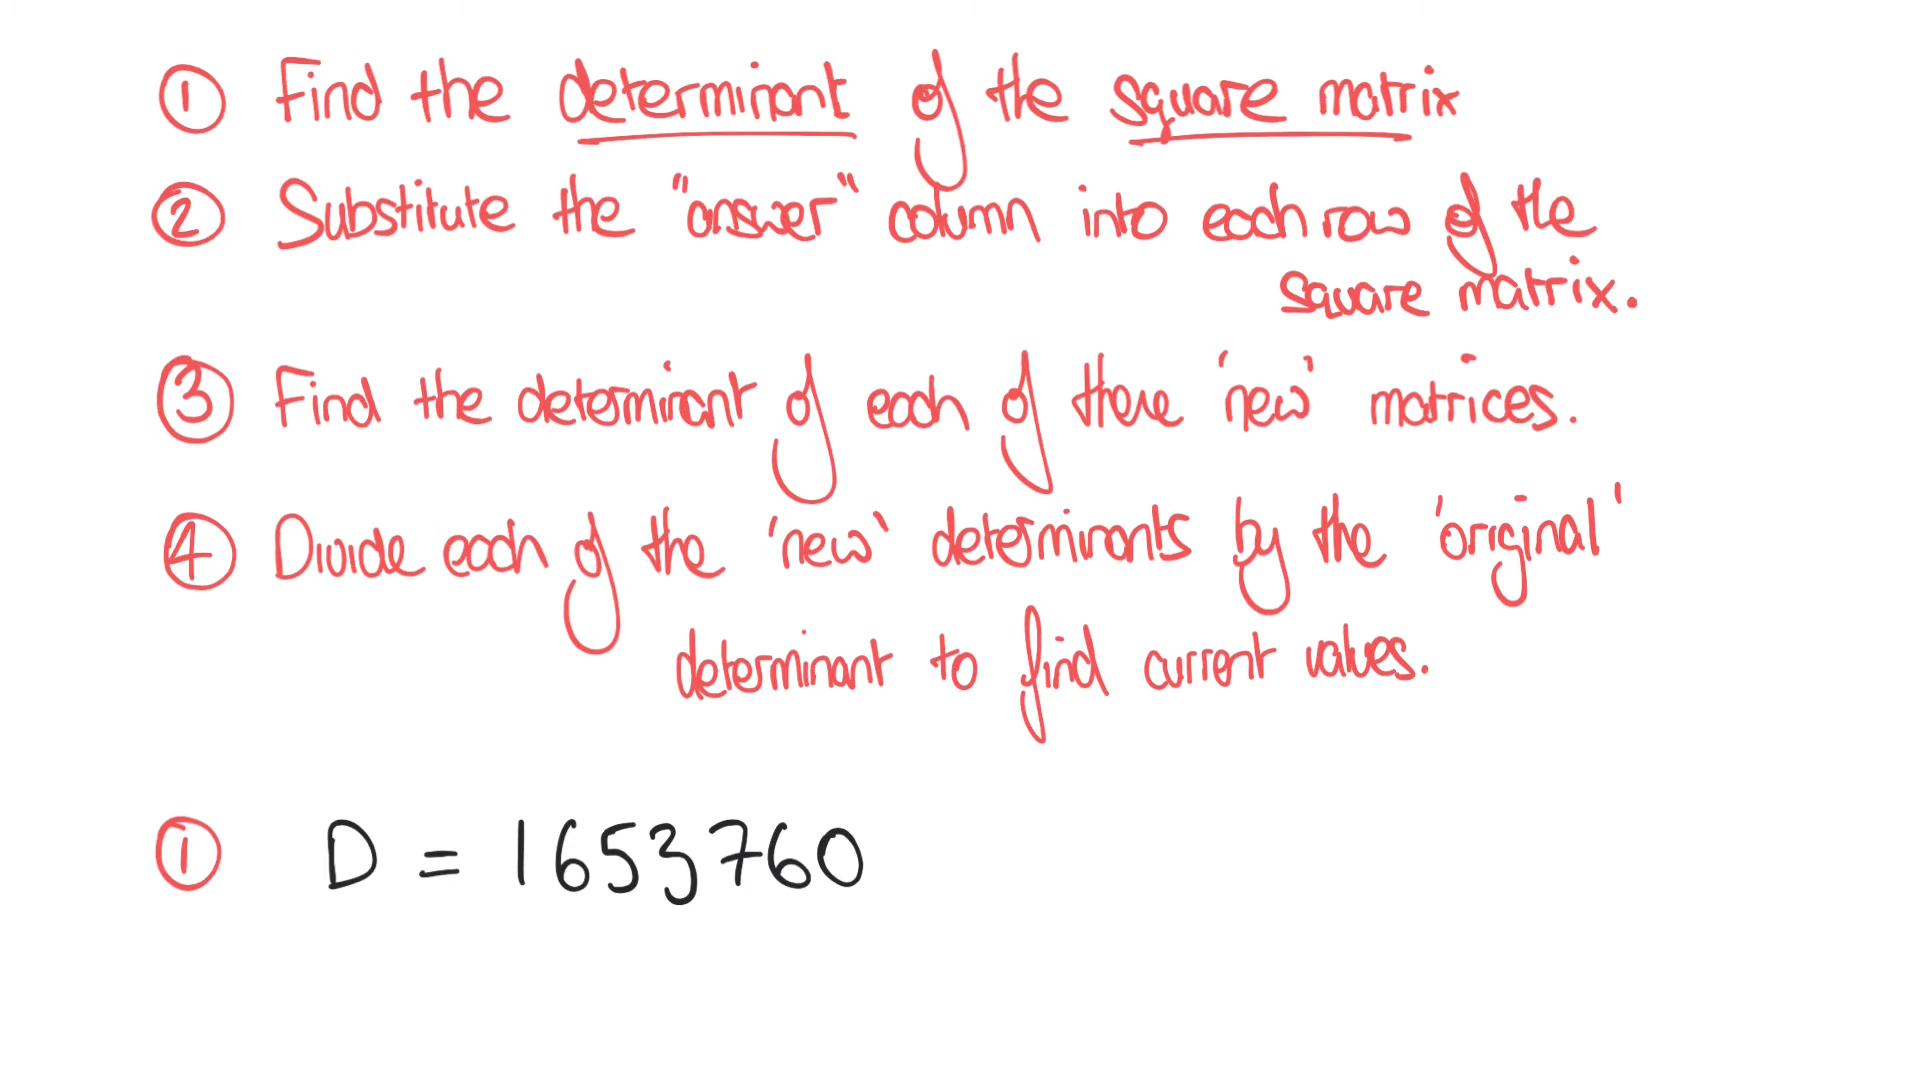 ① Find the determinant of the square matrix
② Substitute the "answer" column into each row of the
square matrix.
③ Find the determinant of each of these 'new' matrices.
④ Divide each of the 'new' determinants by the 'original'
determinant to find current values.
① D = 1653760